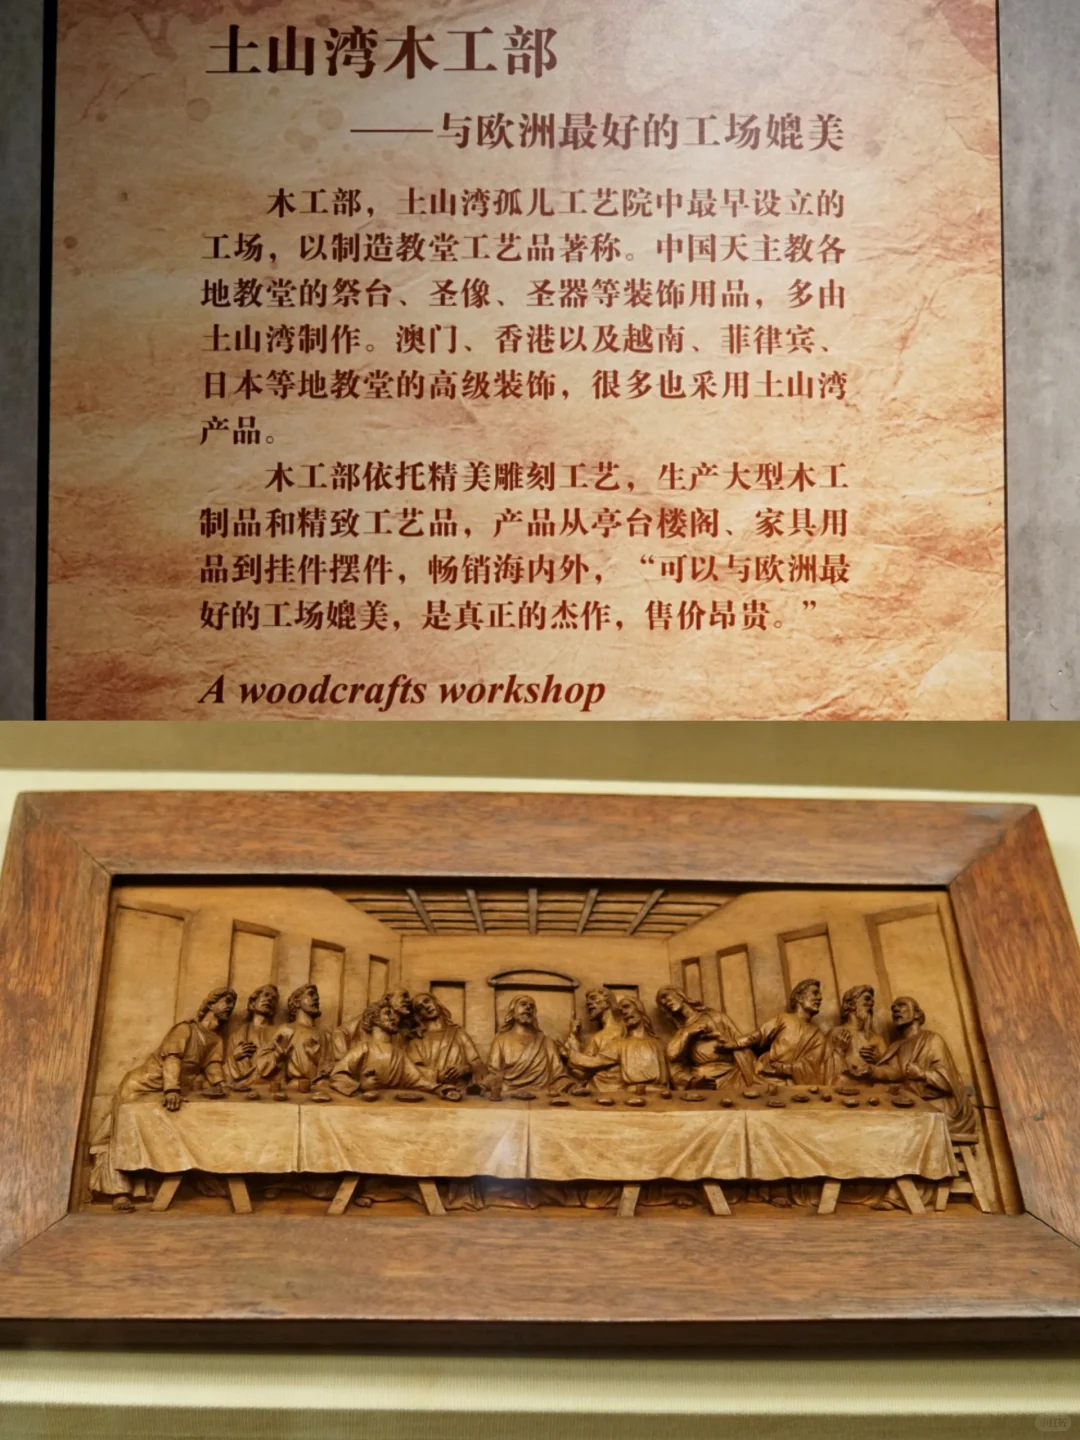 土山湾木工部
——与欧洲最好的工场媲美
木工部，土山湾孤儿工艺院中最早设立的
工场，以制造教堂工艺品著称。中国天主教各
地教堂的祭台、圣像、圣器等装饰用品，多由
土山湾制作。澳门、香港以及越南、菲律宾、
日本等地教堂的高级装饰，很多也采用土山湾
产品。
木工部依托精美雕刻工艺，生产大型木工
制品和精致工艺品，产品从亭台楼阁、家具用
品到挂件摆件，畅销海内外，“可以与欧洲最
好的工场媲美，是真正的杰作，售价昂贵。”
A woodcrafts workshop